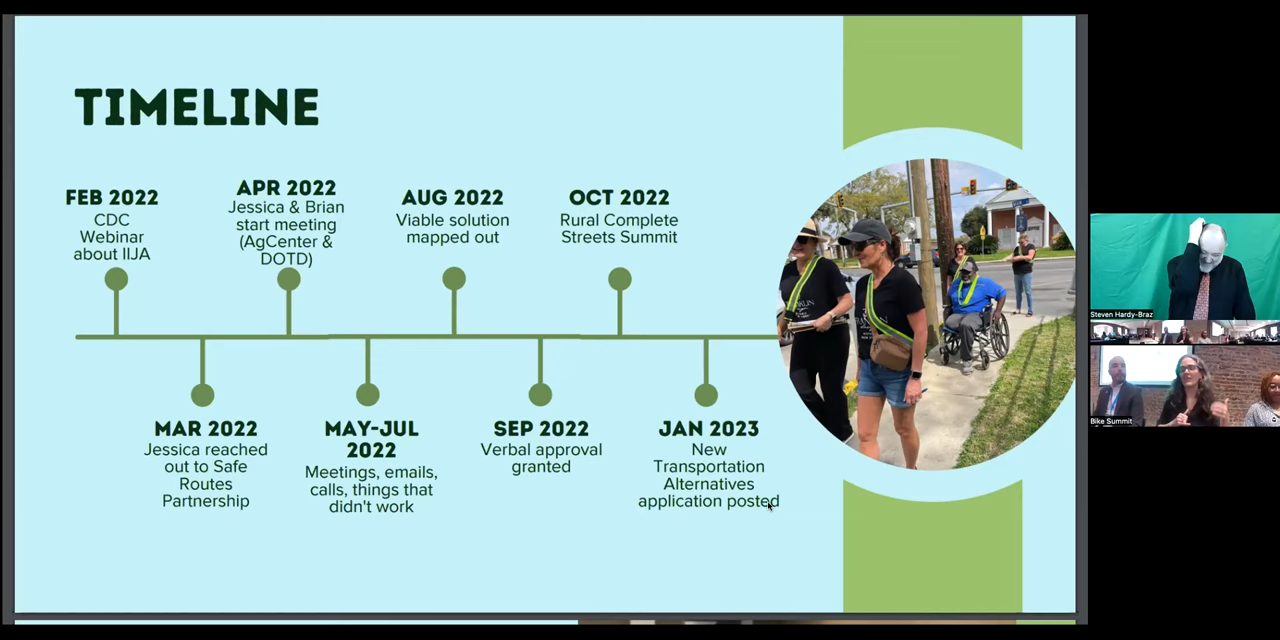 TIMELINE
FEB 2022
CDC
Webinar
about IIJA
APR 2022
Jessica & Brian
start meeting
(AgCenter &
DOTD)
AUG 2022
Viable solution
mapped out
OCT 2022
Rural Complete
Streets Summit
MAR 2022
Jessica reached
out to Safe
Routes
Partnership
MAY-JUL
2022
Meetings, emails,
calls, things that
didn't work
SEP 2022
Verbal approval
granted
JAN 2023
New
Transportation
Alternatives
application posted
Steven Hardy-Braz
Bike Summit